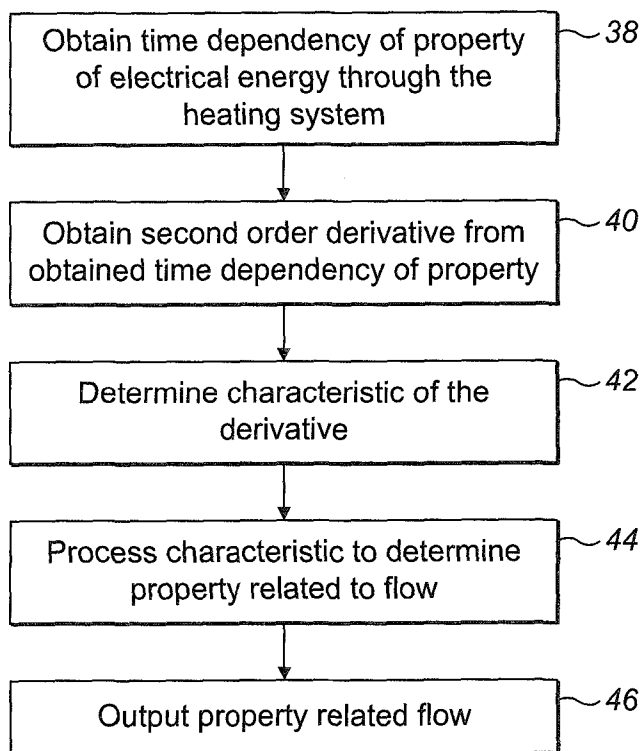 Obtain time dependency of property
38
of electrical energy through the
heating system
Obtain second order derivative from
40
obtained time dependency of property
Determine characteristic of the
42
derivative
Process characteristic to determine
44
property related to flow
Output property related flow
46